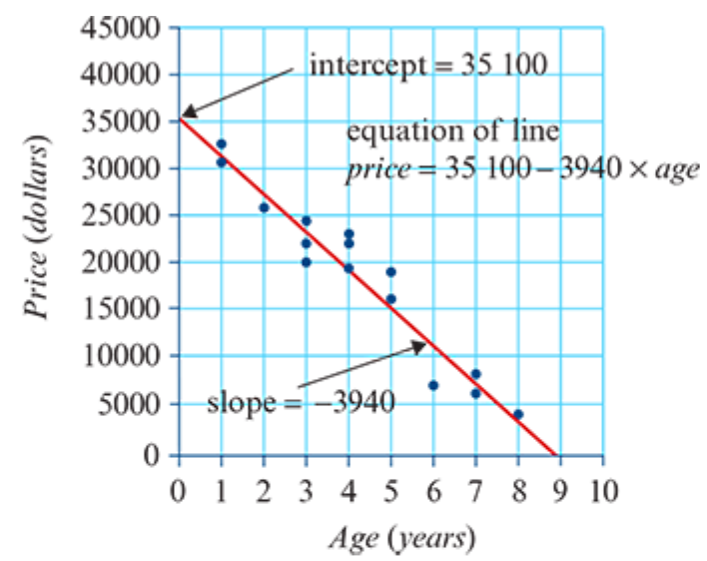 45000
40000
35000
30000
25000
20000
15000
10000
5000
0
Price (dollars)
intercept = 35 100
equation of line
price = 35 100 – 3940 × age
slope = –3940
0 1 2 3 4 5 6 7 8 9 10
Age (years)